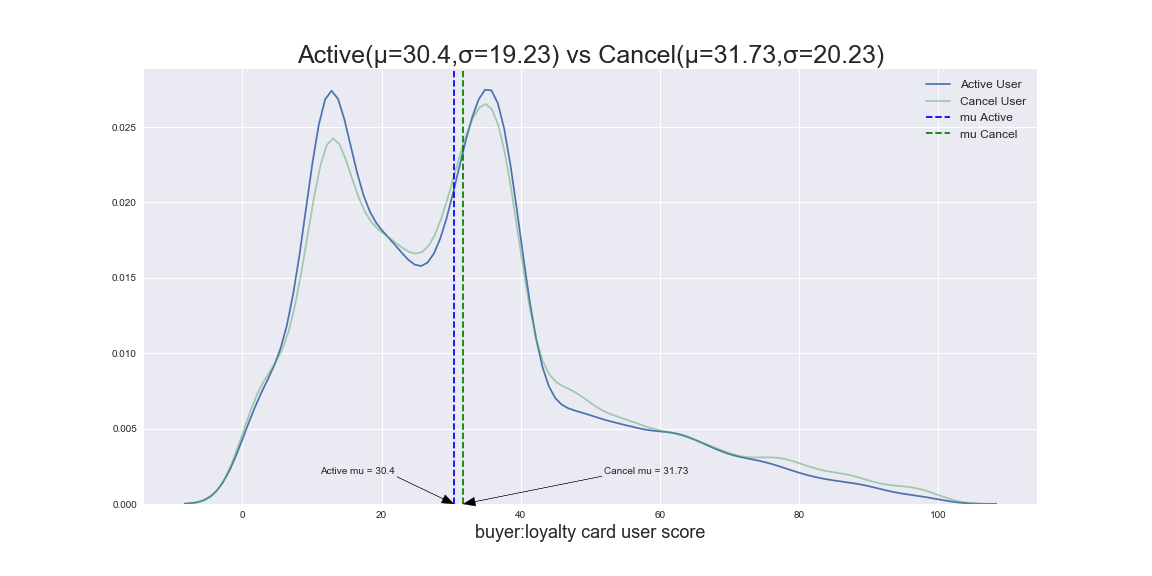 Active(μ=30.4,σ=19.23) vs Cancel(μ=31.73,σ=20.23)
Active User
Cancel User
mu Active
mu Cancel
0.025
0.020
0.015
0.010
0.005
0.000
Active mu = 30.4
Cancel mu = 31.73
0 20 40 60 80 100
buyer:loyalty card user score